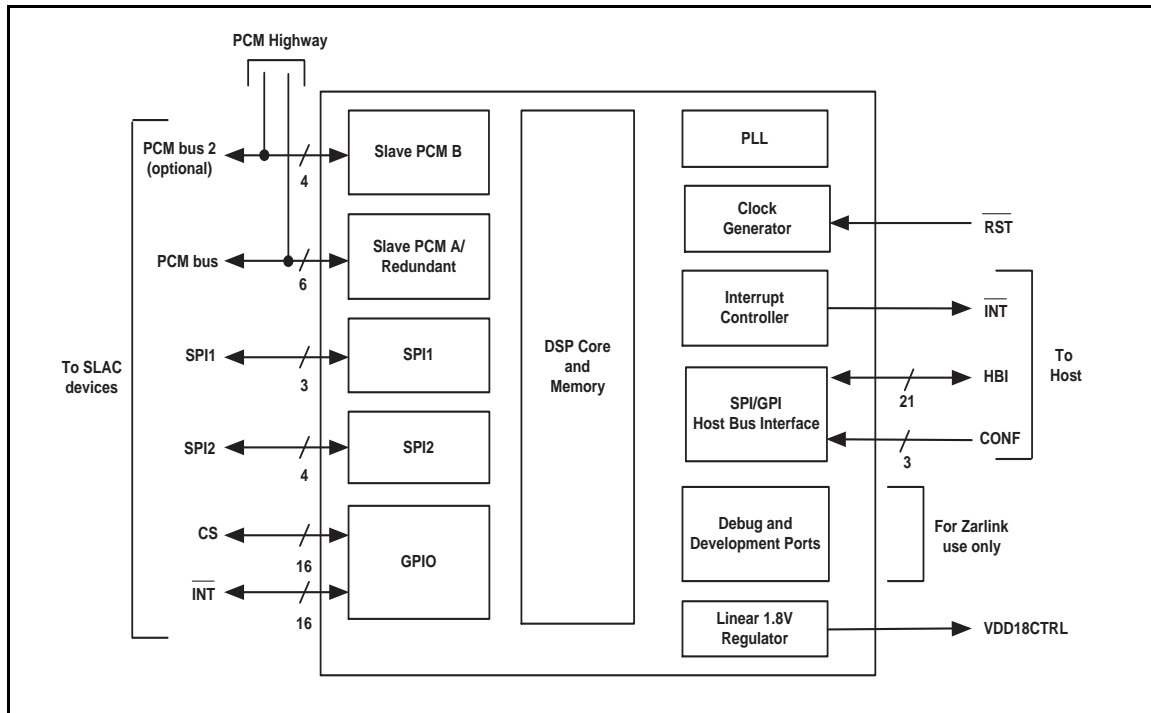 PCM Highway
PCM bus 2
(optional)
4
Slave PCM B
PCM bus
6
Slave PCM A/
Redundant
To SLAC
devices
SPI1
3
SPI1
SPI2
4
SPI2
CS
16
INT
16
GPIO
DSP Core
and
Memory
PLL
Clock
Generator
RST
Interrupt
Controller
INT
SPI/GPI
Host Bus Interface
HBI
21
CONF
3
To
Host
Debug and
Development Ports
For Zarlink
use only
Linear 1.8V
Regulator
VDD18CTRL